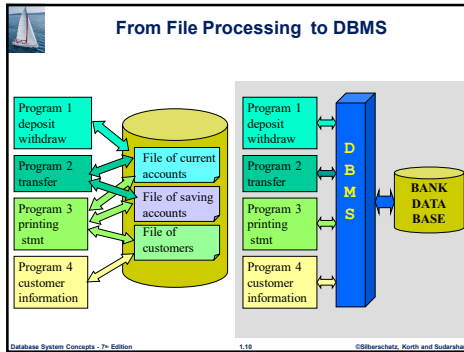 From File Processing to DBMS
Program 1
deposit
withdraw
Program 2
transfer
Program 3
printing
stmt
Program 4
customer
information
File of current
accounts
File of saving
accounts
File of
customers
Program 1
deposit
withdraw
Program 2
transfer
Program 3
printing
stmt
Program 4
customer
information
D
B
M
S
BANK
DATA
BASE
Database System Concepts - 7th Edition
1.10
©Silberschatz, Korth and Sudarshan